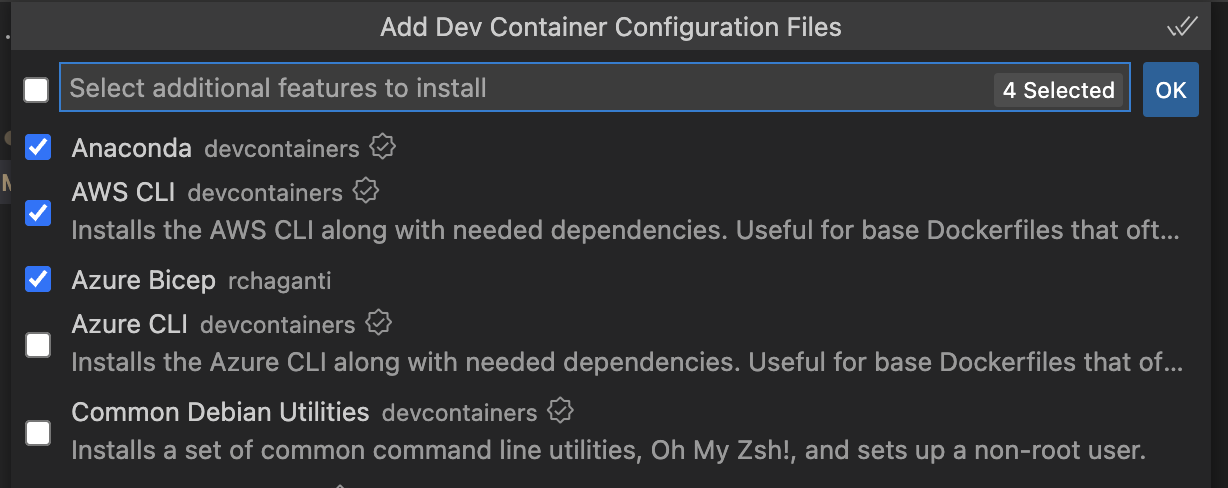 Add Dev Container Configuration Files
Select additional features to install 4 Selected OK
Anaconda devcontainers
AWS CLI devcontainers
Installs the AWS CLI along with needed dependencies. Useful for base Dockerfiles that oft...
Azure Bicep rchaganti
Azure CLI devcontainers
Installs the Azure CLI along with needed dependencies. Useful for base Dockerfiles that of...
Common Debian Utilities devcontainers
Installs a set of common command line utilities, Oh My Zsh!, and sets up a non-root user.